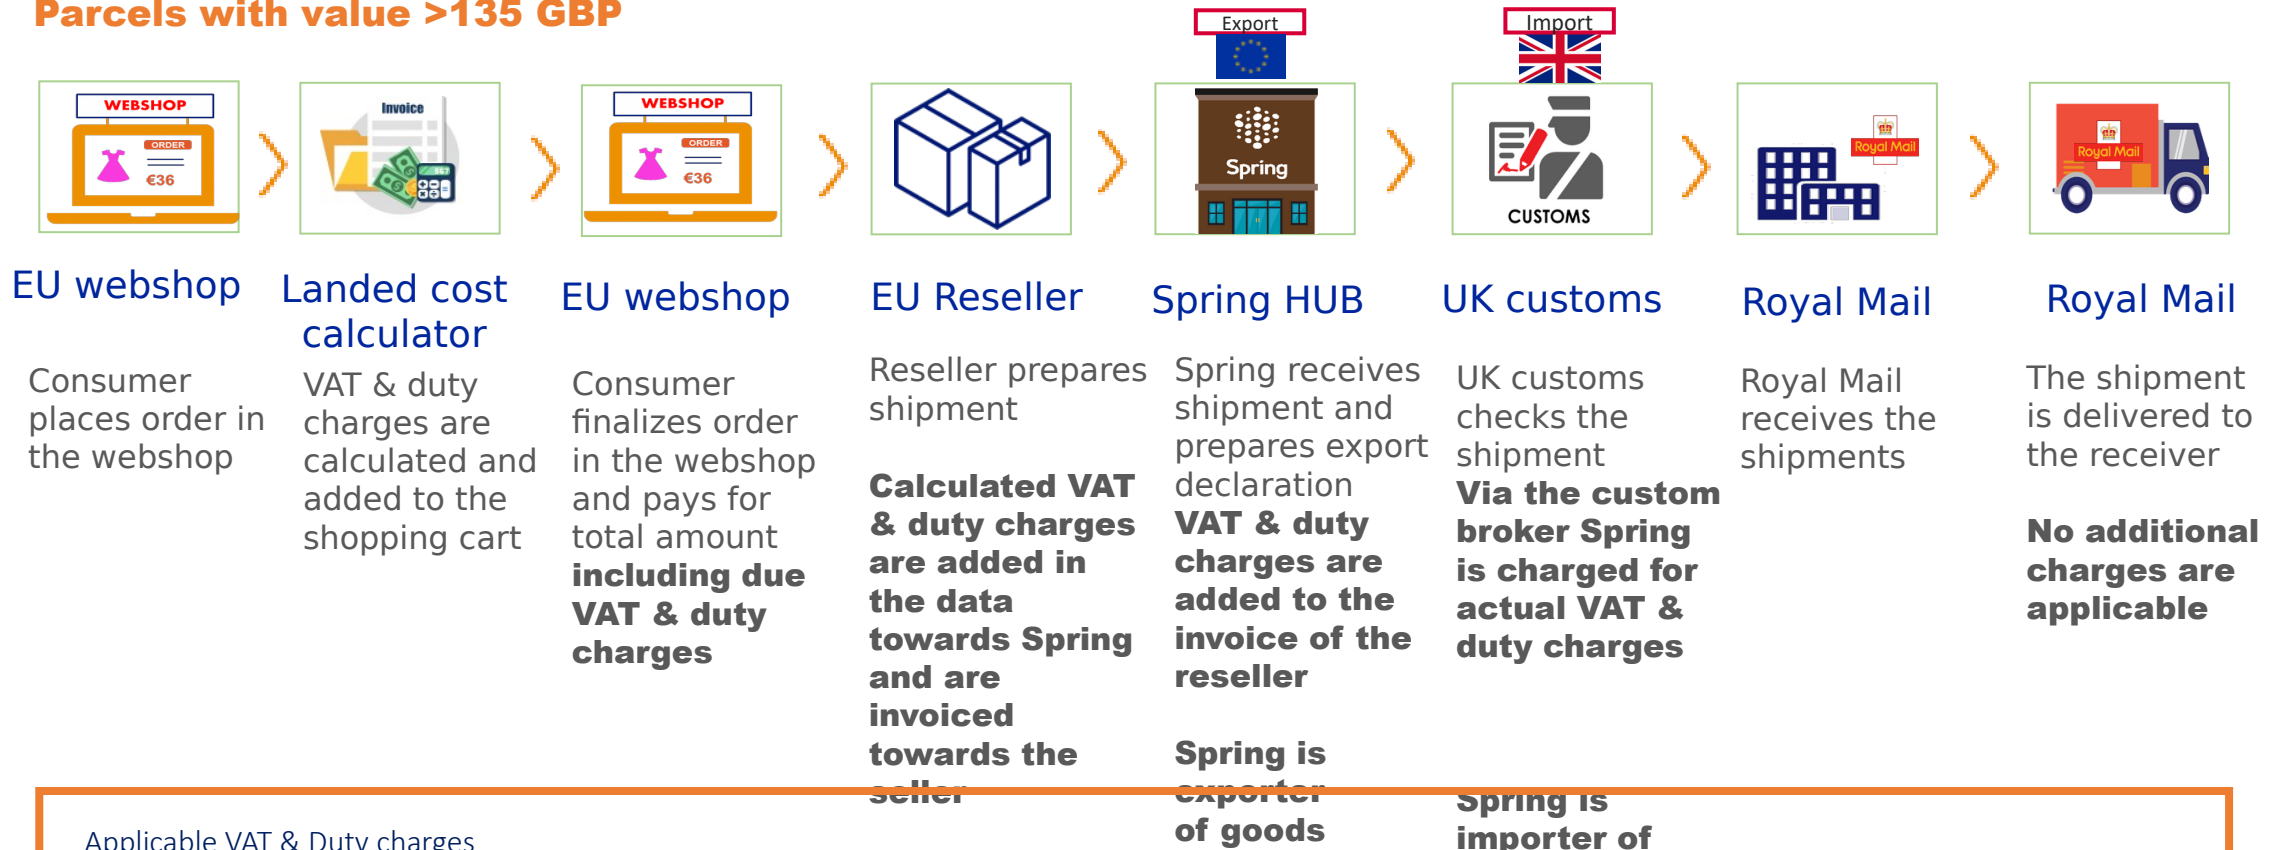 Parcels with value >135 GBP
Export
Import
WEBSHOP
ORDER
€36
Invoice
WEBSHOP
ORDER
€36
Spring
CUSTOMS
Royal Mail
Royal Mail
EU webshop
Consumer
places order in
the webshop
Landed cost
calculator
VAT & duty
charges are
calculated and
added to the
shopping cart
EU webshop
Consumer
finalizes order
in the webshop
and pays for
total amount
including due
VAT & duty
charges
EU Reseller
Reseller prepares
shipment
Calculated VAT
& duty charges
are added in
the data
towards Spring
and are
invoiced
towards the
seller
Spring HUB
Spring receives
shipment and
prepares export
declaration
VAT & duty
charges are
added to the
invoice of the
reseller
Spring is
exporter
of goods
UK customs
UK customs
checks the
shipment
Via the custom
broker Spring
is charged for
actual VAT &
duty charges
Spring is
importer of
Royal Mail
Royal Mail
receives the
shipments
Royal Mail
The shipment
is delivered to
the receiver
No additional
charges are
applicable
Applicable VAT & Duty charges